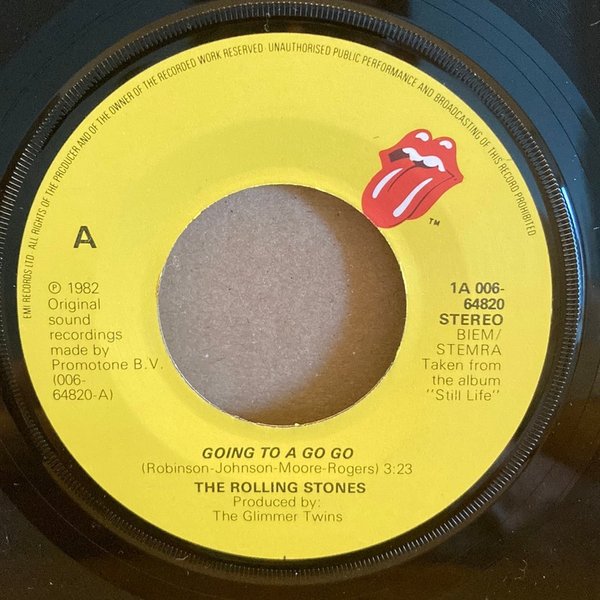 EMI RECORDS LTD ALL RIGHTS OF THE PRODUCER AND OF THE OWNER OF THE RECORDED WORK RESERVED UNAUTHORISED PUBLIC PERFORMANCE AND BROADCASTING OF THIS RECORD PROHIBITED
TM
A
℗ 1982
Original
sound
recordings
made by
Promotone B.V.
(006-
64820-A)
1A 006-
64820
STEREO
BIEM/
STEMRA
Taken from
the album
"Still Life"
GOING TO A GO GO
(Robinson-Johnson-Moore-Rogers) 3:23
THE ROLLING STONES
Produced by:
The Glimmer Twins